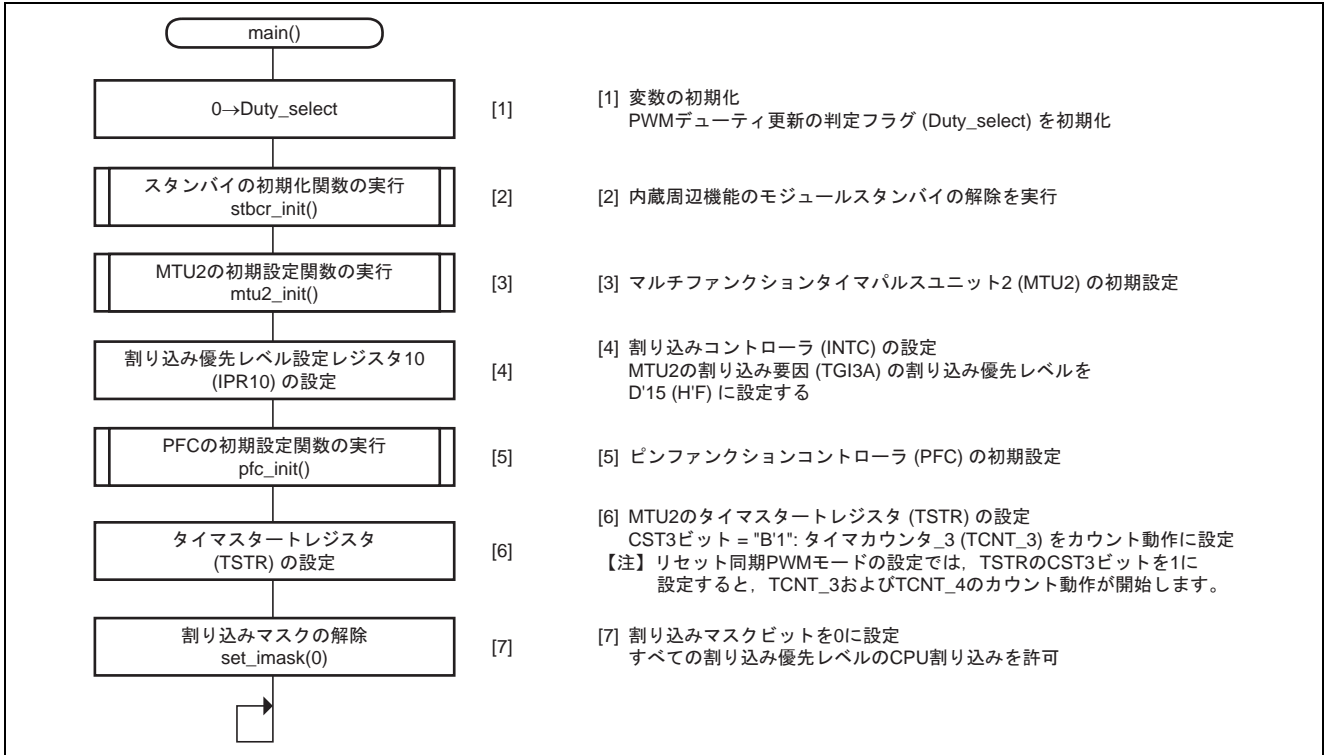 main()
0→Duty_select
[1]
[1] 変数の初期化
PWMデューティ更新の判定フラグ (Duty_select) を初期化
スタンバイの初期化関数の実行
stbcr_init()
[2]
[2] 内蔵周辺機能のモジュールスタンバイの解除を実行
MTU2の初期設定関数の実行
mtu2_init()
[3]
[3] マルチファンクションタイマパルスユニット2 (MTU2) の初期設定
割り込み優先レベル設定レジスタ10
(IPR10) の設定
[4]
[4] 割り込みコントローラ (INTC) の設定
MTU2の割り込み要因 (TGI3A) の割り込み優先レベルを
D'15 (H'F) に設定する
PFCの初期設定関数の実行
pfc_init()
[5]
[5] ピンファンクションコントローラ (PFC) の初期設定
タイマスタートレジスタ
(TSTR) の設定
[6]
[6] MTU2のタイマスタートレジスタ (TSTR) の設定
CST3ビット = "B'1": タイマカウンタ_3 (TCNT_3) をカウント動作に設定
【注】リセット同期PWMモードの設定では，TSTRのCST3ビットを1に
設定すると，TCNT_3およびTCNT_4のカウント動作が開始します。
割り込みマスクの解除
set_imask(0)
[7]
[7] 割り込みマスクビットを0に設定
すべての割り込み優先レベルのCPU割り込みを許可